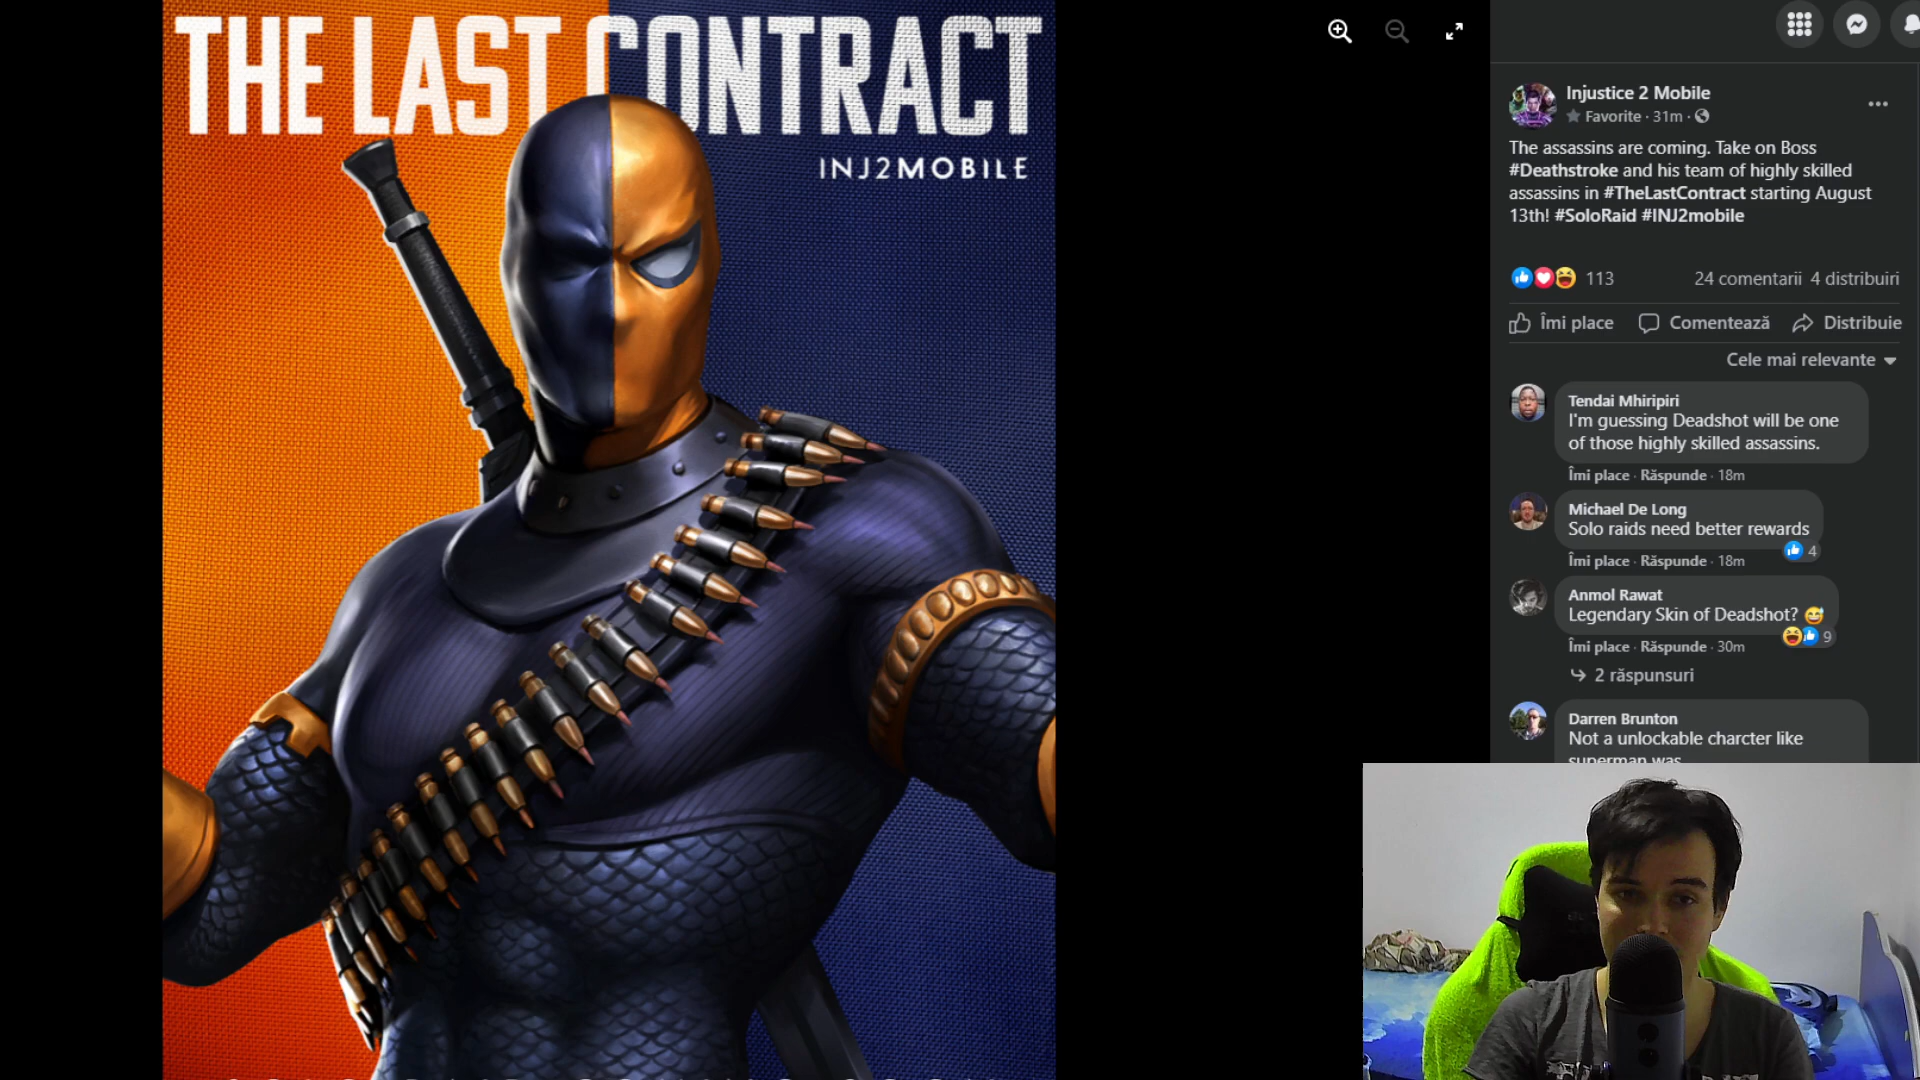 THE LAST CONTRACT
INJ2MOBILE
Injustice 2 Mobile
Favorite · 31m ·
The assassins are coming. Take on Boss
#Deathstroke and his team of highly skilled
assassins in #TheLastContract starting August
13th! #SoloRaid #INJ2mobile
113
24 comentarii 4 distribuiri
Îmi place Comentează Distribuie
Cele mai relevante
Tendai Mhiripiri
I'm guessing Deadshot will be one
of those highly skilled assassins.
Îmi place · Răspunde · 18m
Michael De Long
Solo raids need better rewards
4
Îmi place · Răspunde · 18m
Anmol Rawat
Legendary Skin of Deadshot? 😅
9
Îmi place · Răspunde · 30m
2 răspunsuri
Darren Brunton
Not a unlockable charcter like
superman was